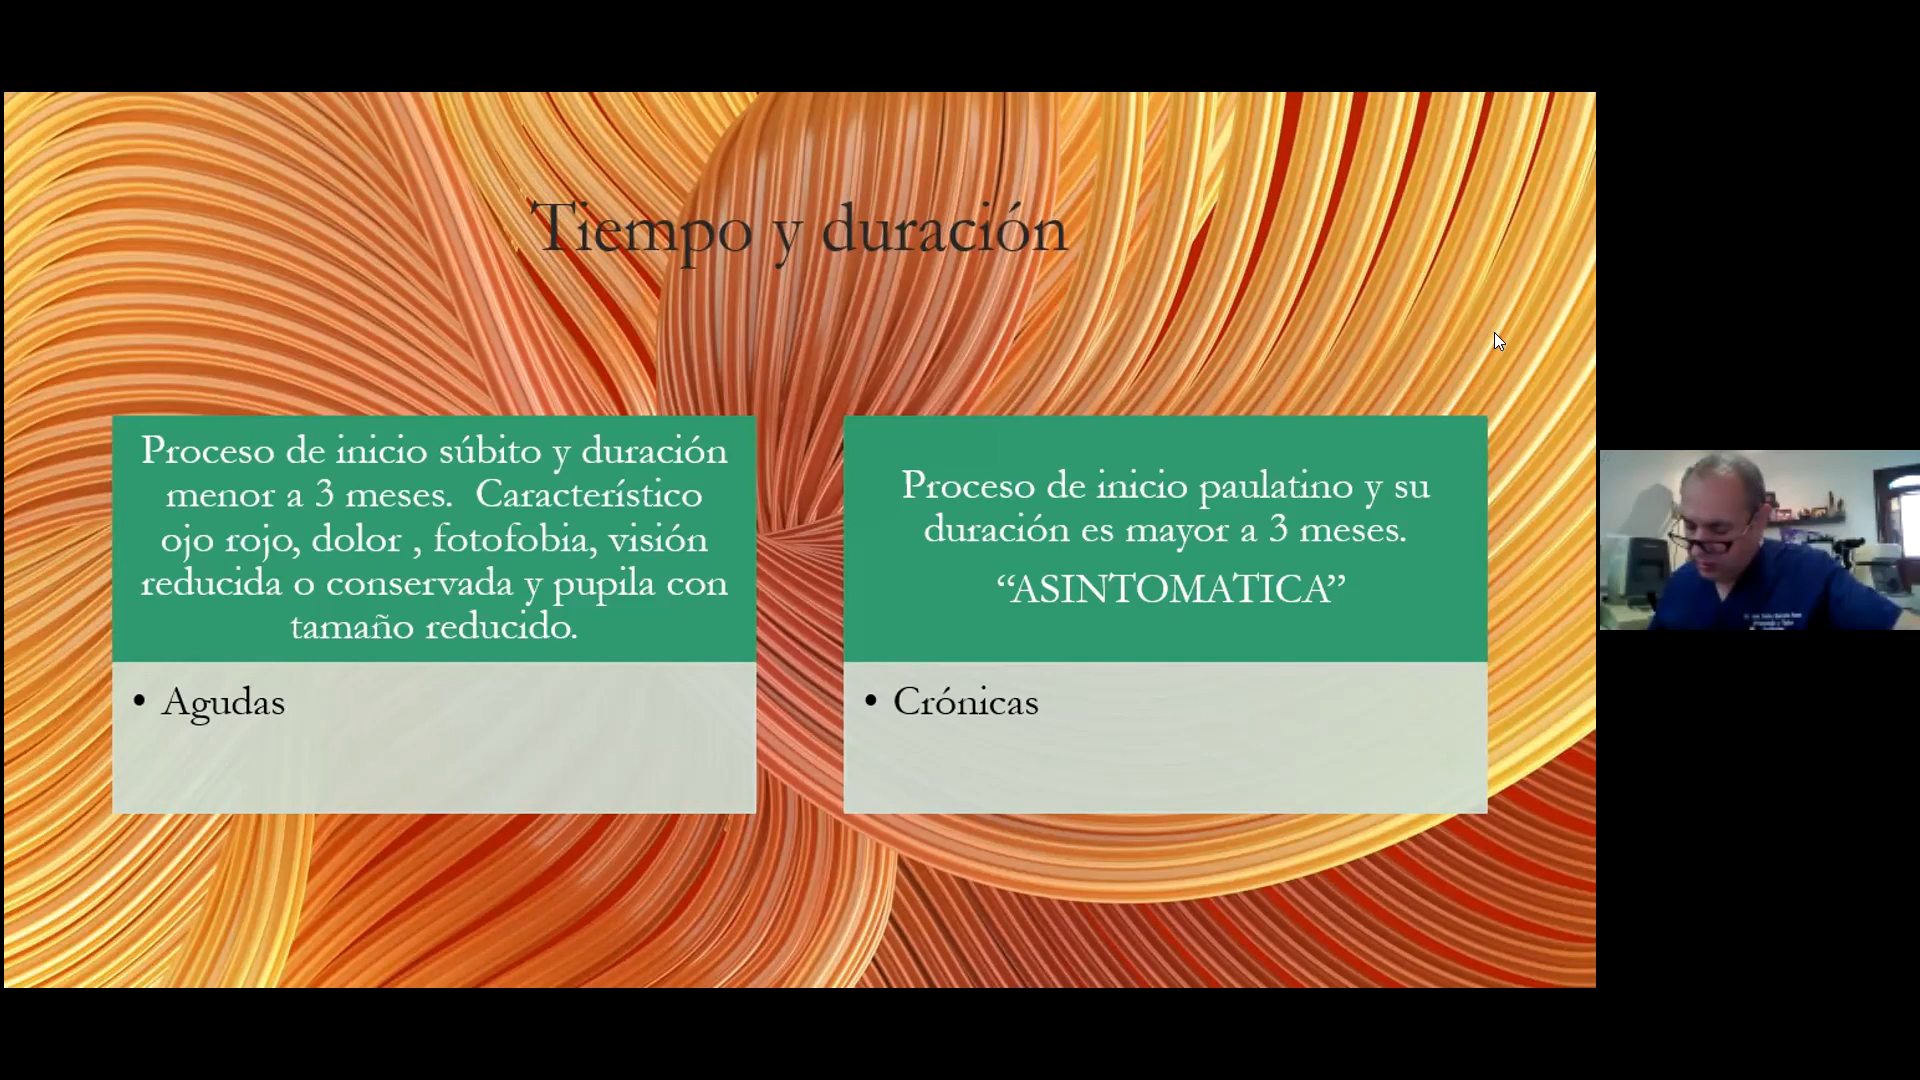 Tiempo y duración
Proceso de inicio súbito y duración
menor a 3 meses.  Característico
ojo rojo, dolor , fotofobia, visión
reducida o conservada y pupila con
tamaño reducido.
• Agudas
Proceso de inicio paulatino y su
duración es mayor a 3 meses.
“ASINTOMATICA”
• Crónicas